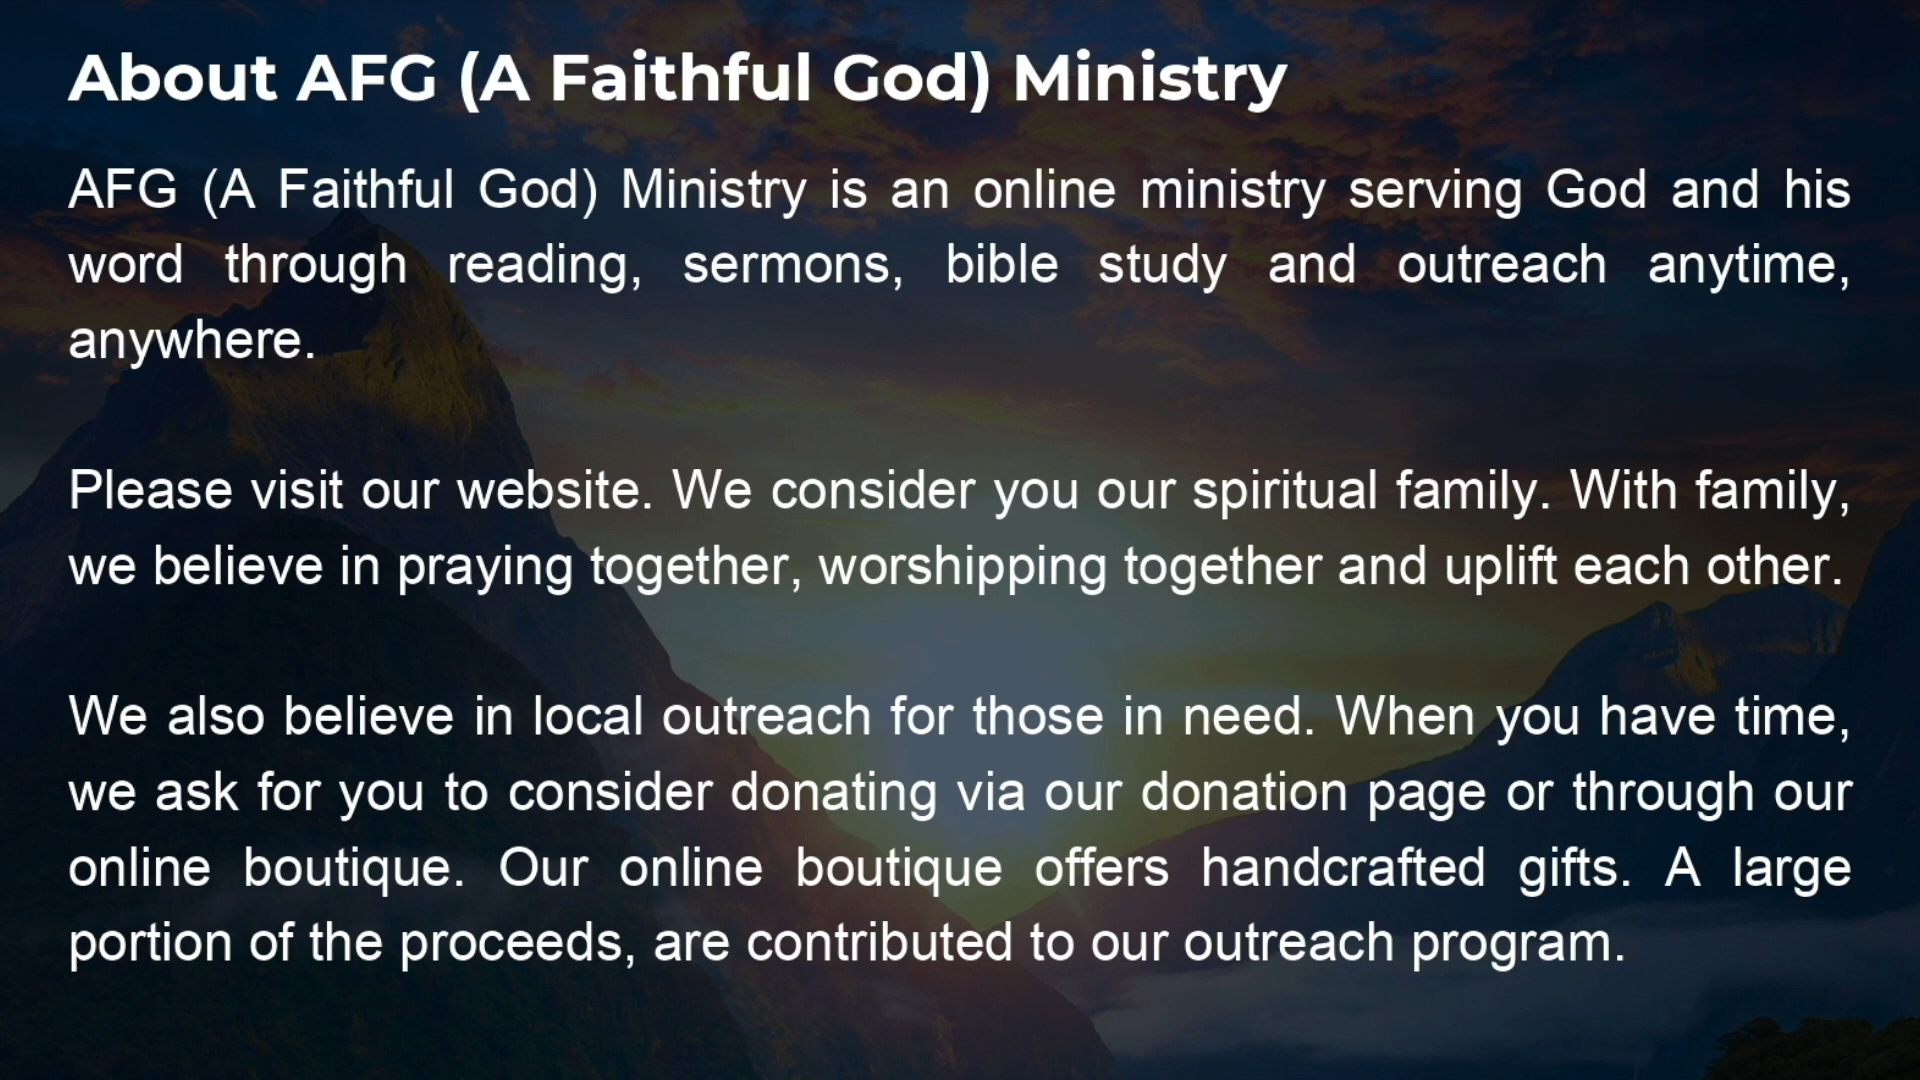 About AFG (A Faithful God) Ministry
AFG (A Faithful God) Ministry is an online ministry serving God and his
word through reading, sermons, bible study and outreach anytime,
anywhere.
Please visit our website. We consider you our spiritual family. With family,
we believe in praying together, worshipping together and uplift each other.
We also believe in local outreach for those in need. When you have time,
we ask for you to consider donating via our donation page or through our
online boutique. Our online boutique offers handcrafted gifts. A large
portion of the proceeds, are contributed to our outreach program.